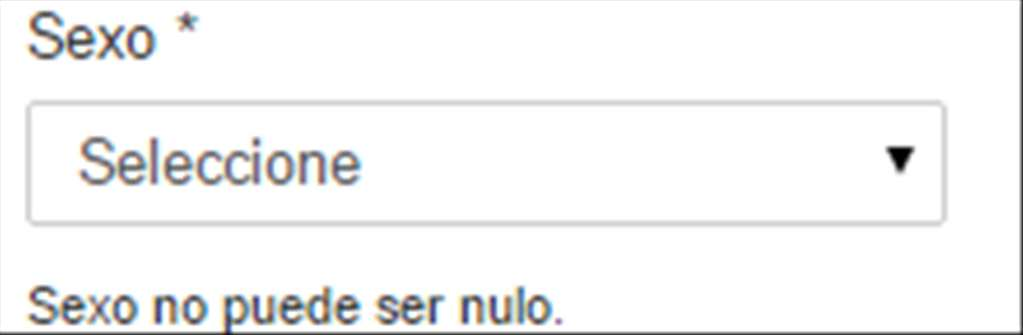 Sexo *
Seleccione
Sexo no puede ser nulo.